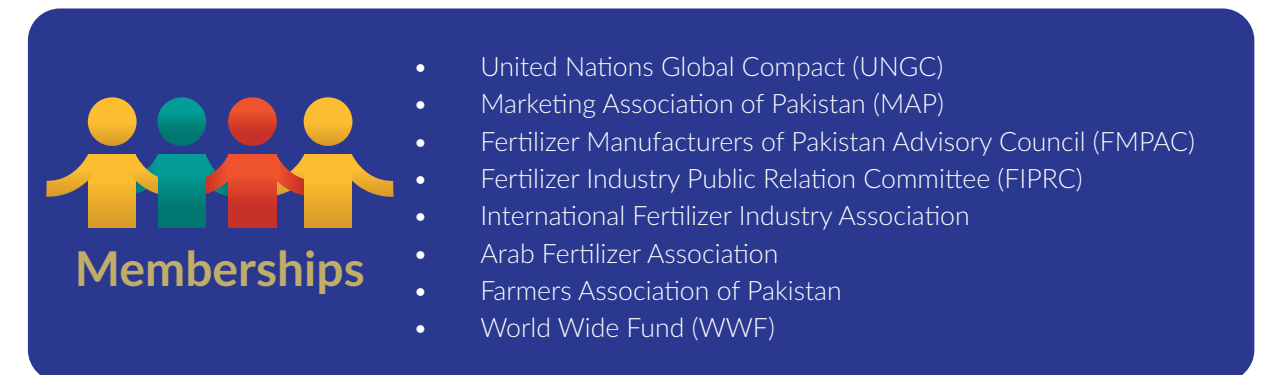 Memberships
• United Nations Global Compact (UNGC)
• Marketing Association of Pakistan (MAP)
• Fertilizer Manufacturers of Pakistan Advisory Council (FMPAC)
• Fertilizer Industry Public Relation Committee (FIPRC)
• International Fertilizer Industry Association
• Arab Fertilizer Association
• Farmers Association of Pakistan
• World Wide Fund (WWF)